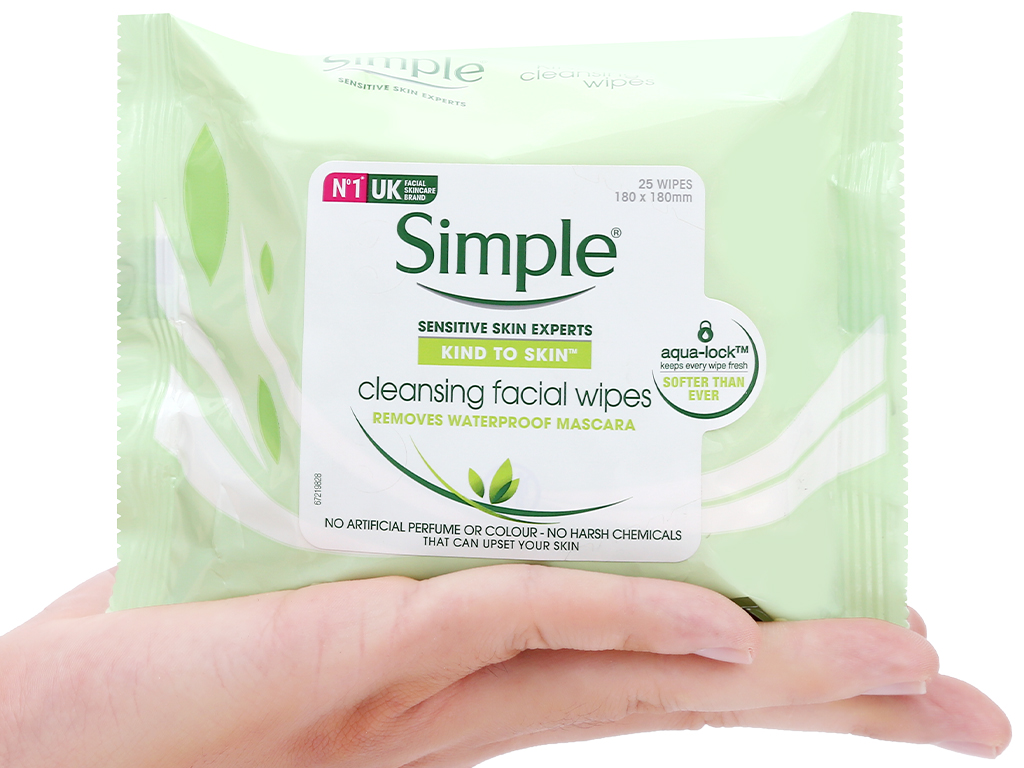 Simple
SENSITIVE SKIN EXPERTS
cleansing
wipes
Nº1* UK FACIAL SKINCARE BRAND
25 WIPES
180 x 180mm
Simple®
SENSITIVE SKIN EXPERTS
KIND TO SKIN™
cleansing facial wipes
REMOVES WATERPROOF MASCARA
aqua-lock™
keeps every wipe fresh
SOFTER THAN
EVER
67219828
NO ARTIFICIAL PERFUME OR COLOUR - NO HARSH CHEMICALS
THAT CAN UPSET YOUR SKIN